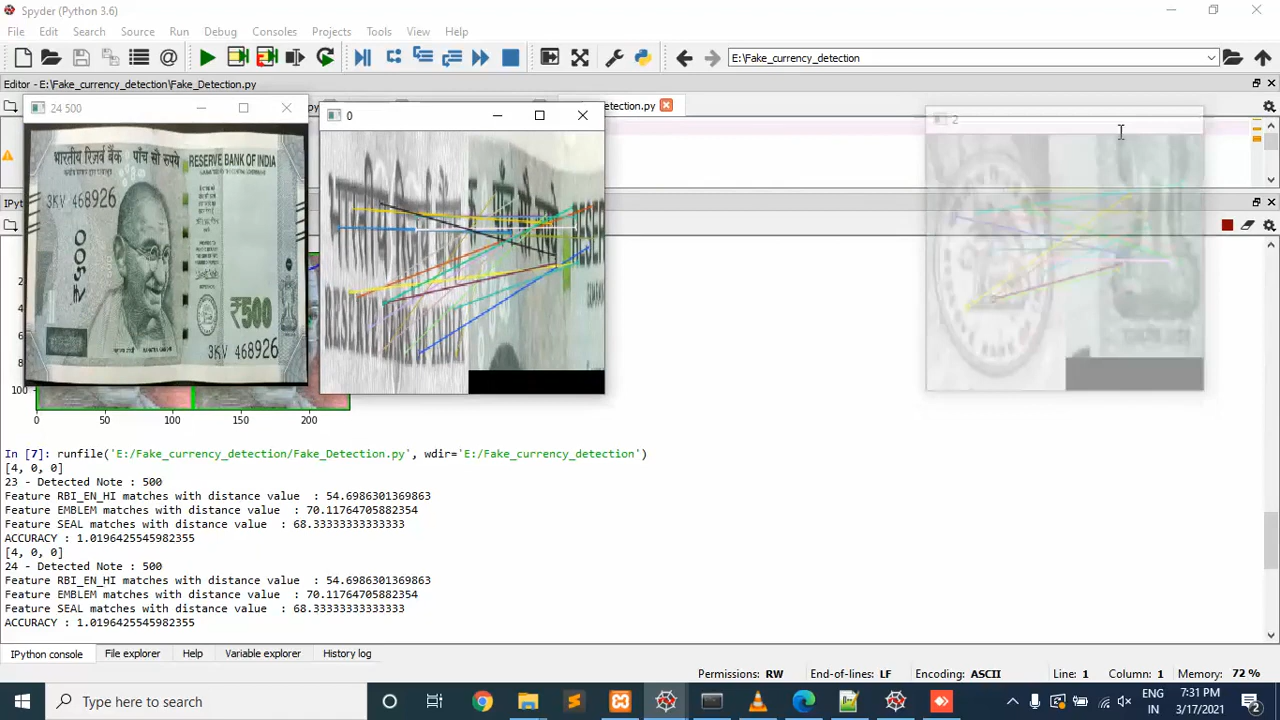 Spyder (Python 3.6)
File Edit Search Source Run Debug Consoles Projects Tools View Help
E:\Fake_currency_detection
Editor - E:\Fake_currency_detection\Fake_Detection.py
etection.py
24 500
0
2
भारतीय रिज़र्व बैंक पाँच सौ रुपये RESERVE BANK OF INDIA
3KV 468926
₹500
₹500
3KV 468926
100
0 50 100 150 200
In [7]: runfile('E:/Fake_currency_detection/Fake_Detection.py', wdir='E:/Fake_currency_detection')
[4, 0, 0]
23 - Detected Note : 500
Feature RBI_EN_HI matches with distance value : 54.6986301369863
Feature EMBLEM matches with distance value : 70.11764705882354
Feature SEAL matches with distance value : 68.33333333333333
ACCURACY : 1.0196425545982355
[4, 0, 0]
24 - Detected Note : 500
Feature RBI_EN_HI matches with distance value : 54.6986301369863
Feature EMBLEM matches with distance value : 70.11764705882354
Feature SEAL matches with distance value : 68.33333333333333
ACCURACY : 1.0196425545982355
IPython console File explorer Help Variable explorer History log
Permissions: RW End-of-lines: LF Encoding: ASCII Line: 1 Column: 1 Memory: 72 %
Type here to search
ENG
IN
7:31 PM
3/17/2021
2